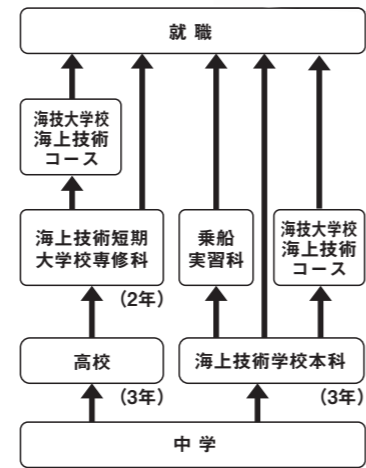 就職
海技大学校
海上技術
コース
海上技術短期
大学校専修科
(2年)
乗船
実習科
海技大学校
海上技術
コース
高校
(3年)
海上技術学校本科
(3年)
中学